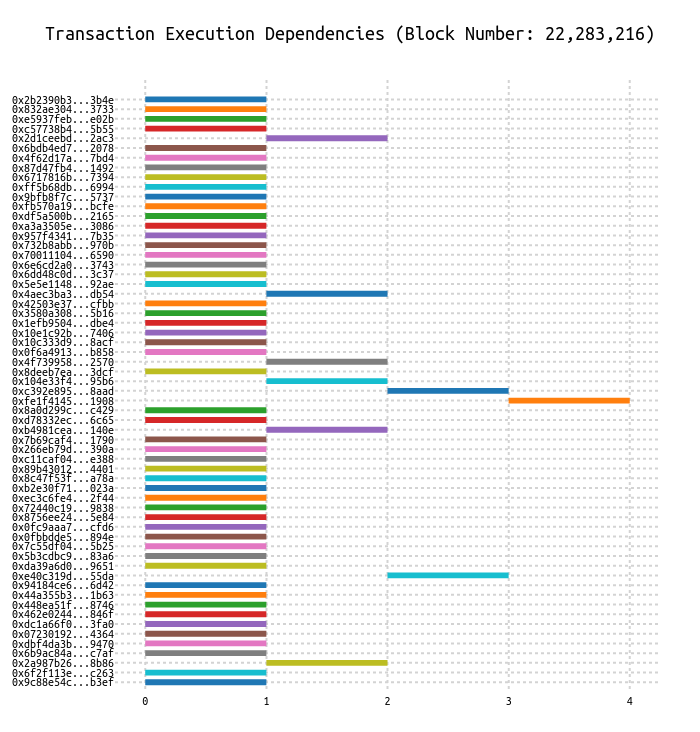 Transaction Execution Dependencies (Block Number: 22,283,216)
0x2b2390b3...3b4e
0x832ae304...3733
0xe5937feb...e02b
0xc57738b4...5b55
0x2d1ceebd...2ac3
0x6bdb4ed7...2078
0x4f62d17a...7bd4
0x87d47fb4...1492
0x6717816b...7394
0xff5b68db...6994
0x9bfb8f7c...5737
0xfb570a19...bcfe
0xdf5a500b...2165
0xa3a3505e...3086
0x957f4341...7b35
0x732b8abb...970b
0x70011104...6590
0x6e6cd2a0...3743
0x6dd48c0d...3c37
0x5e5e1148...92ae
0x4aec3ba3...db54
0x42503e37...cfbb
0x3580a308...5b16
0x1efb9504...dbe4
0x10e1c92b...7406
0x10c333d9...8acf
0x0f6a4913...b858
0x4f739958...2570
0x8deeb7ea...3dcf
0x104e33f4...95b6
0xc392e895...8aad
0xfe1f4145...1908
0x8a0d299c...c429
0xd78332ec...6c65
0xb4981cea...140e
0x7b69caf4...1790
0x266eb79d...390a
0xc11caf04...e388
0x89b43012...4401
0x8c47f53f...a78a
0xb2e30f71...023a
0xec3c6fe4...2f44
0x72440c19...9838
0x8756ee24...5e84
0x0fc9aaa7...cfd6
0x0fbbdde5...894e
0x7c55df04...5b25
0x5b3cdbc9...83a6
0xda39a6d0...9651
0xe40c319d...55da
0x94184ce6...6d42
0x44a355b3...1b63
0x448ea51f...8746
0x462e0244...846f
0xdc1a66f0...3fa0
0x07230192...4364
0xdbf4da3b...9470
0x6b9ac84a...c7af
0x2a987b26...8b86
0x6f2f113e...c263
0x9c88e54c...b3ef
0 1 2 3 4